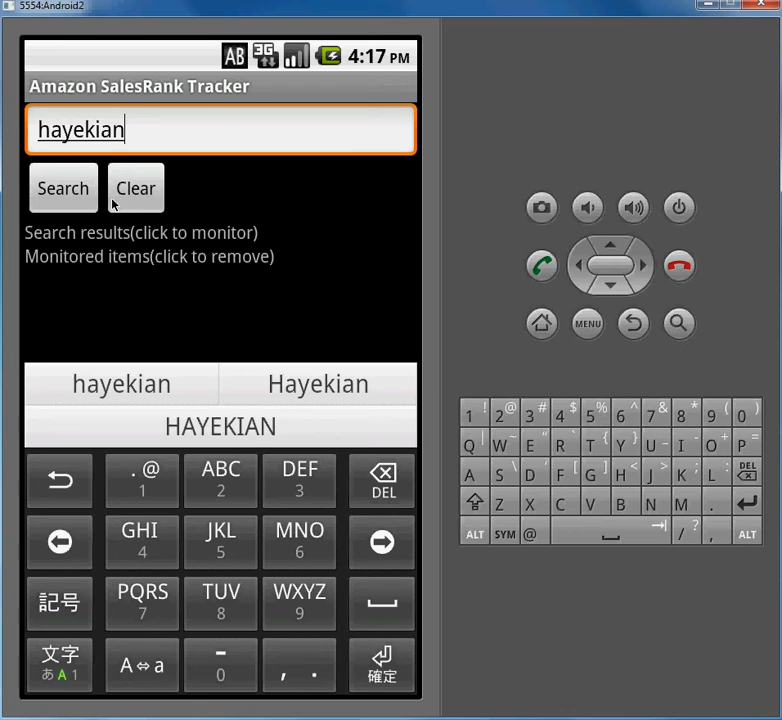 5554:Android2
AB 3G 4:17 PM
Amazon SalesRank Tracker
hayekian
Search Clear
Search results(click to monitor)
Monitored items(click to remove)
hayekian Hayekian
HAYEKIAN
. @ 1 ABC 2 DEF 3 DEL
GHI 4 JKL 5 MNO 6
記号 PQRS 7 TUV 8 WXYZ 9
文字 あ A 1 A⇔a - 0 , . 確定
MENU
1 ! 2 @ 3 # 4 $ 5 % 6 ^ 7 & 8 * 9 ( 0 )
Q | W ~ E " R ` T { Y } U _ I - O + P =
A S \ D ' F [ G ] H < J > K ; L : DEL
Z X C V B N M .
ALT SYM @ / ? , ALT